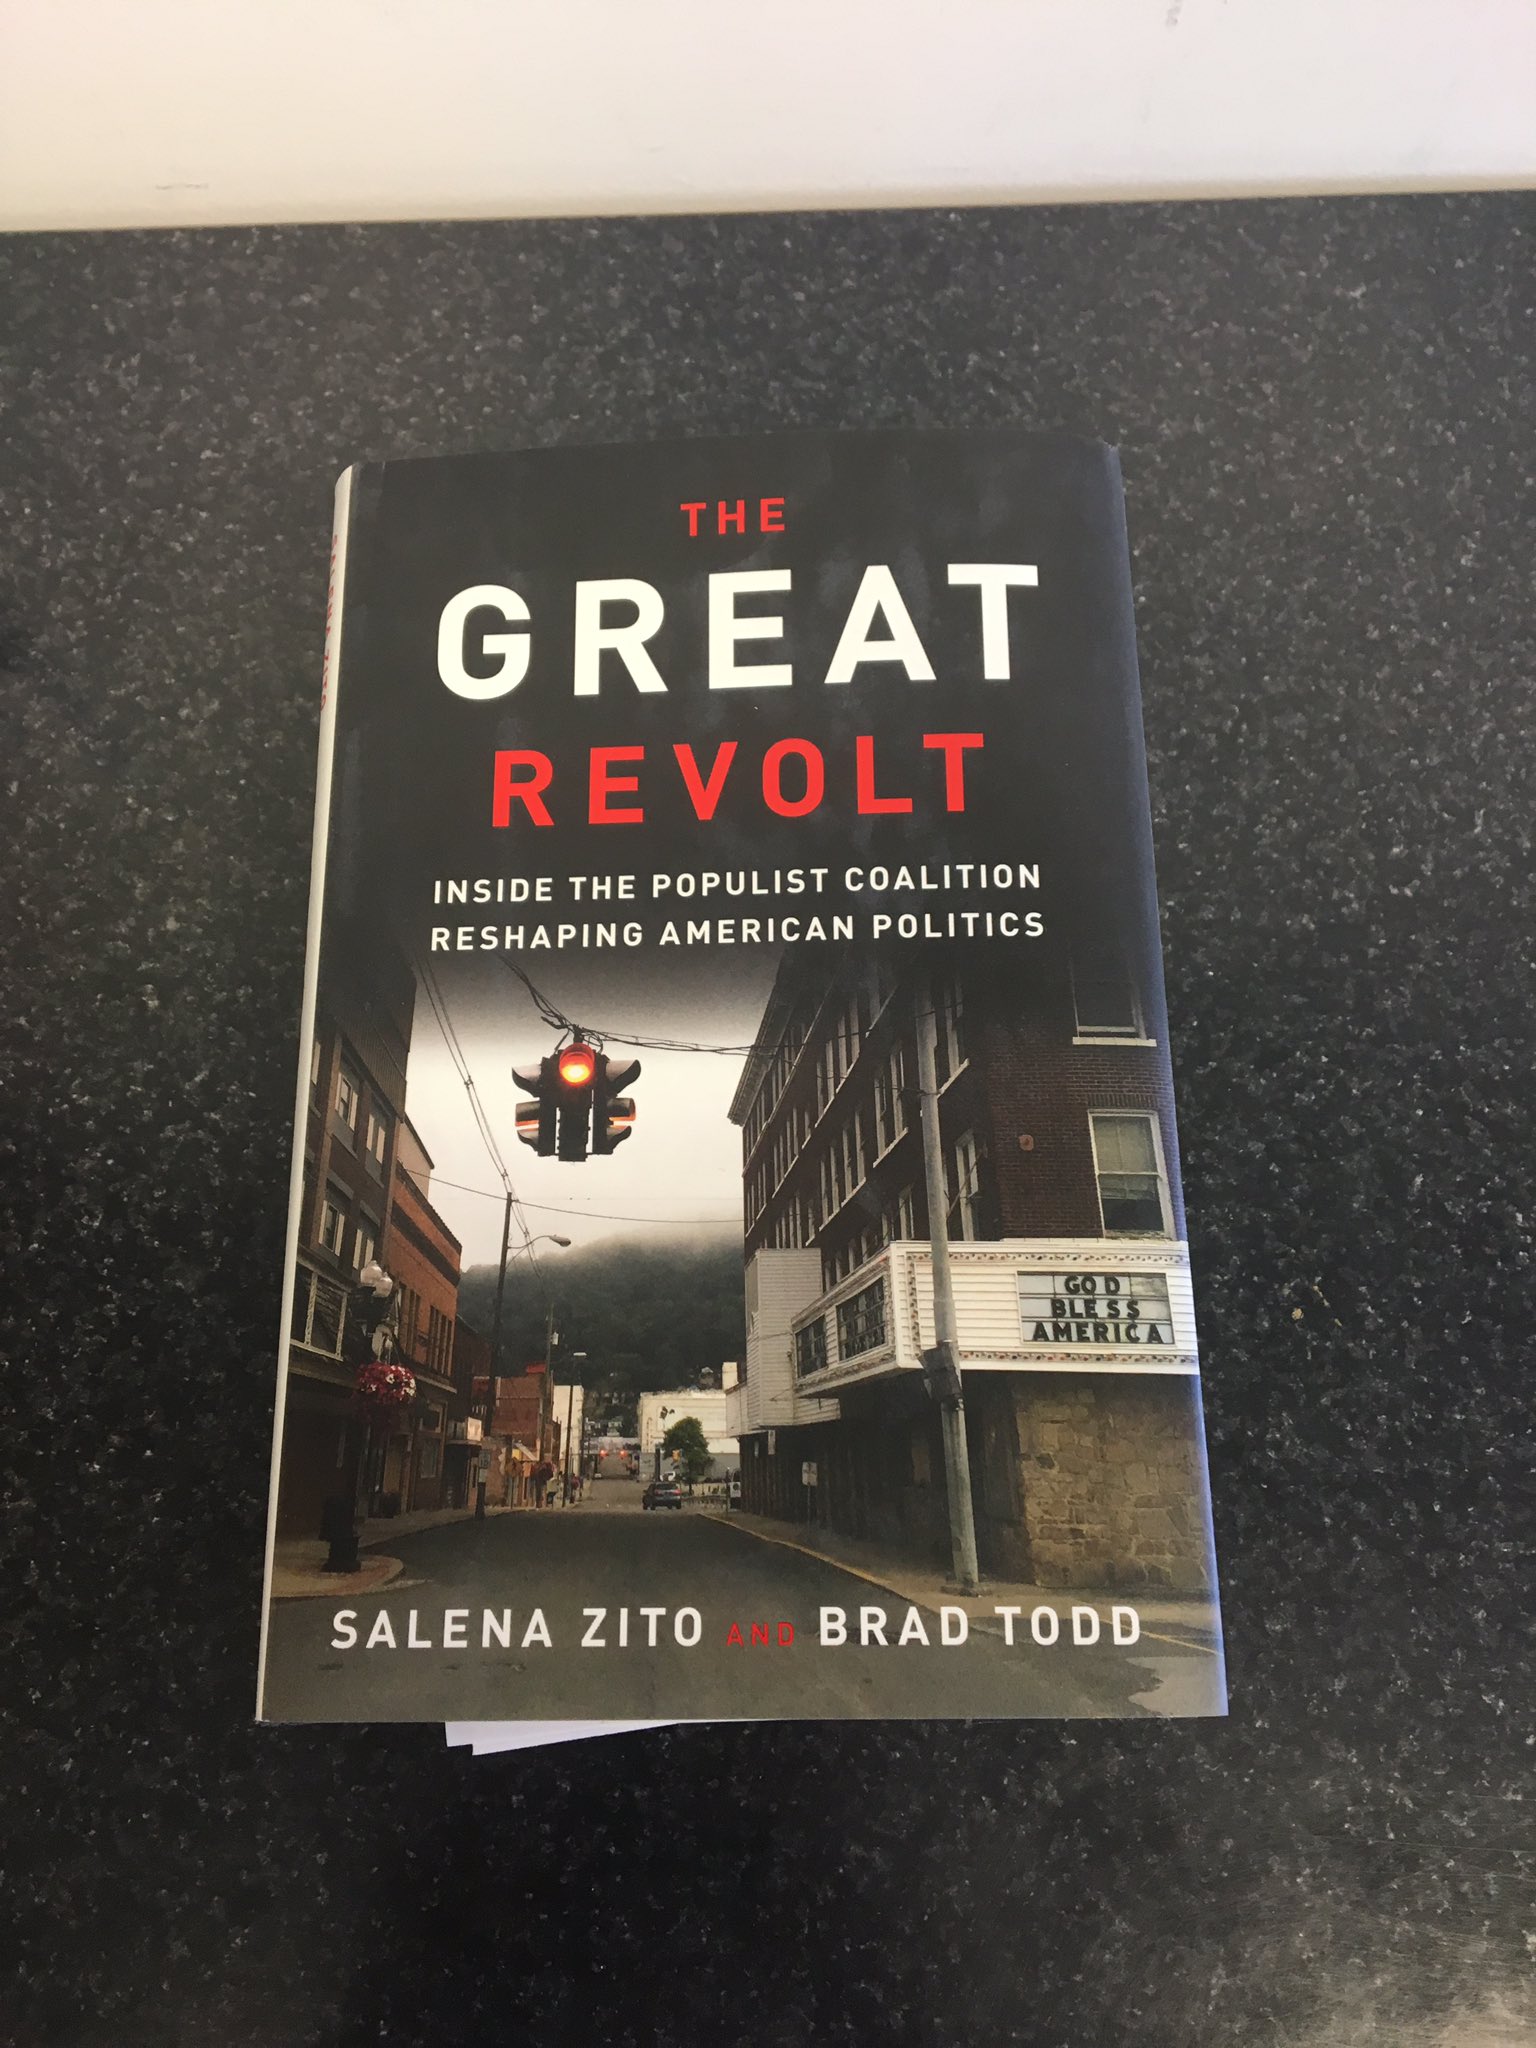 THE
GREAT
REVOLT
INSIDE THE POPULIST COALITION
RESHAPING AMERICAN POLITICS
GOD
BLESS
AMERICA
SALENA ZITO AND BRAD TODD